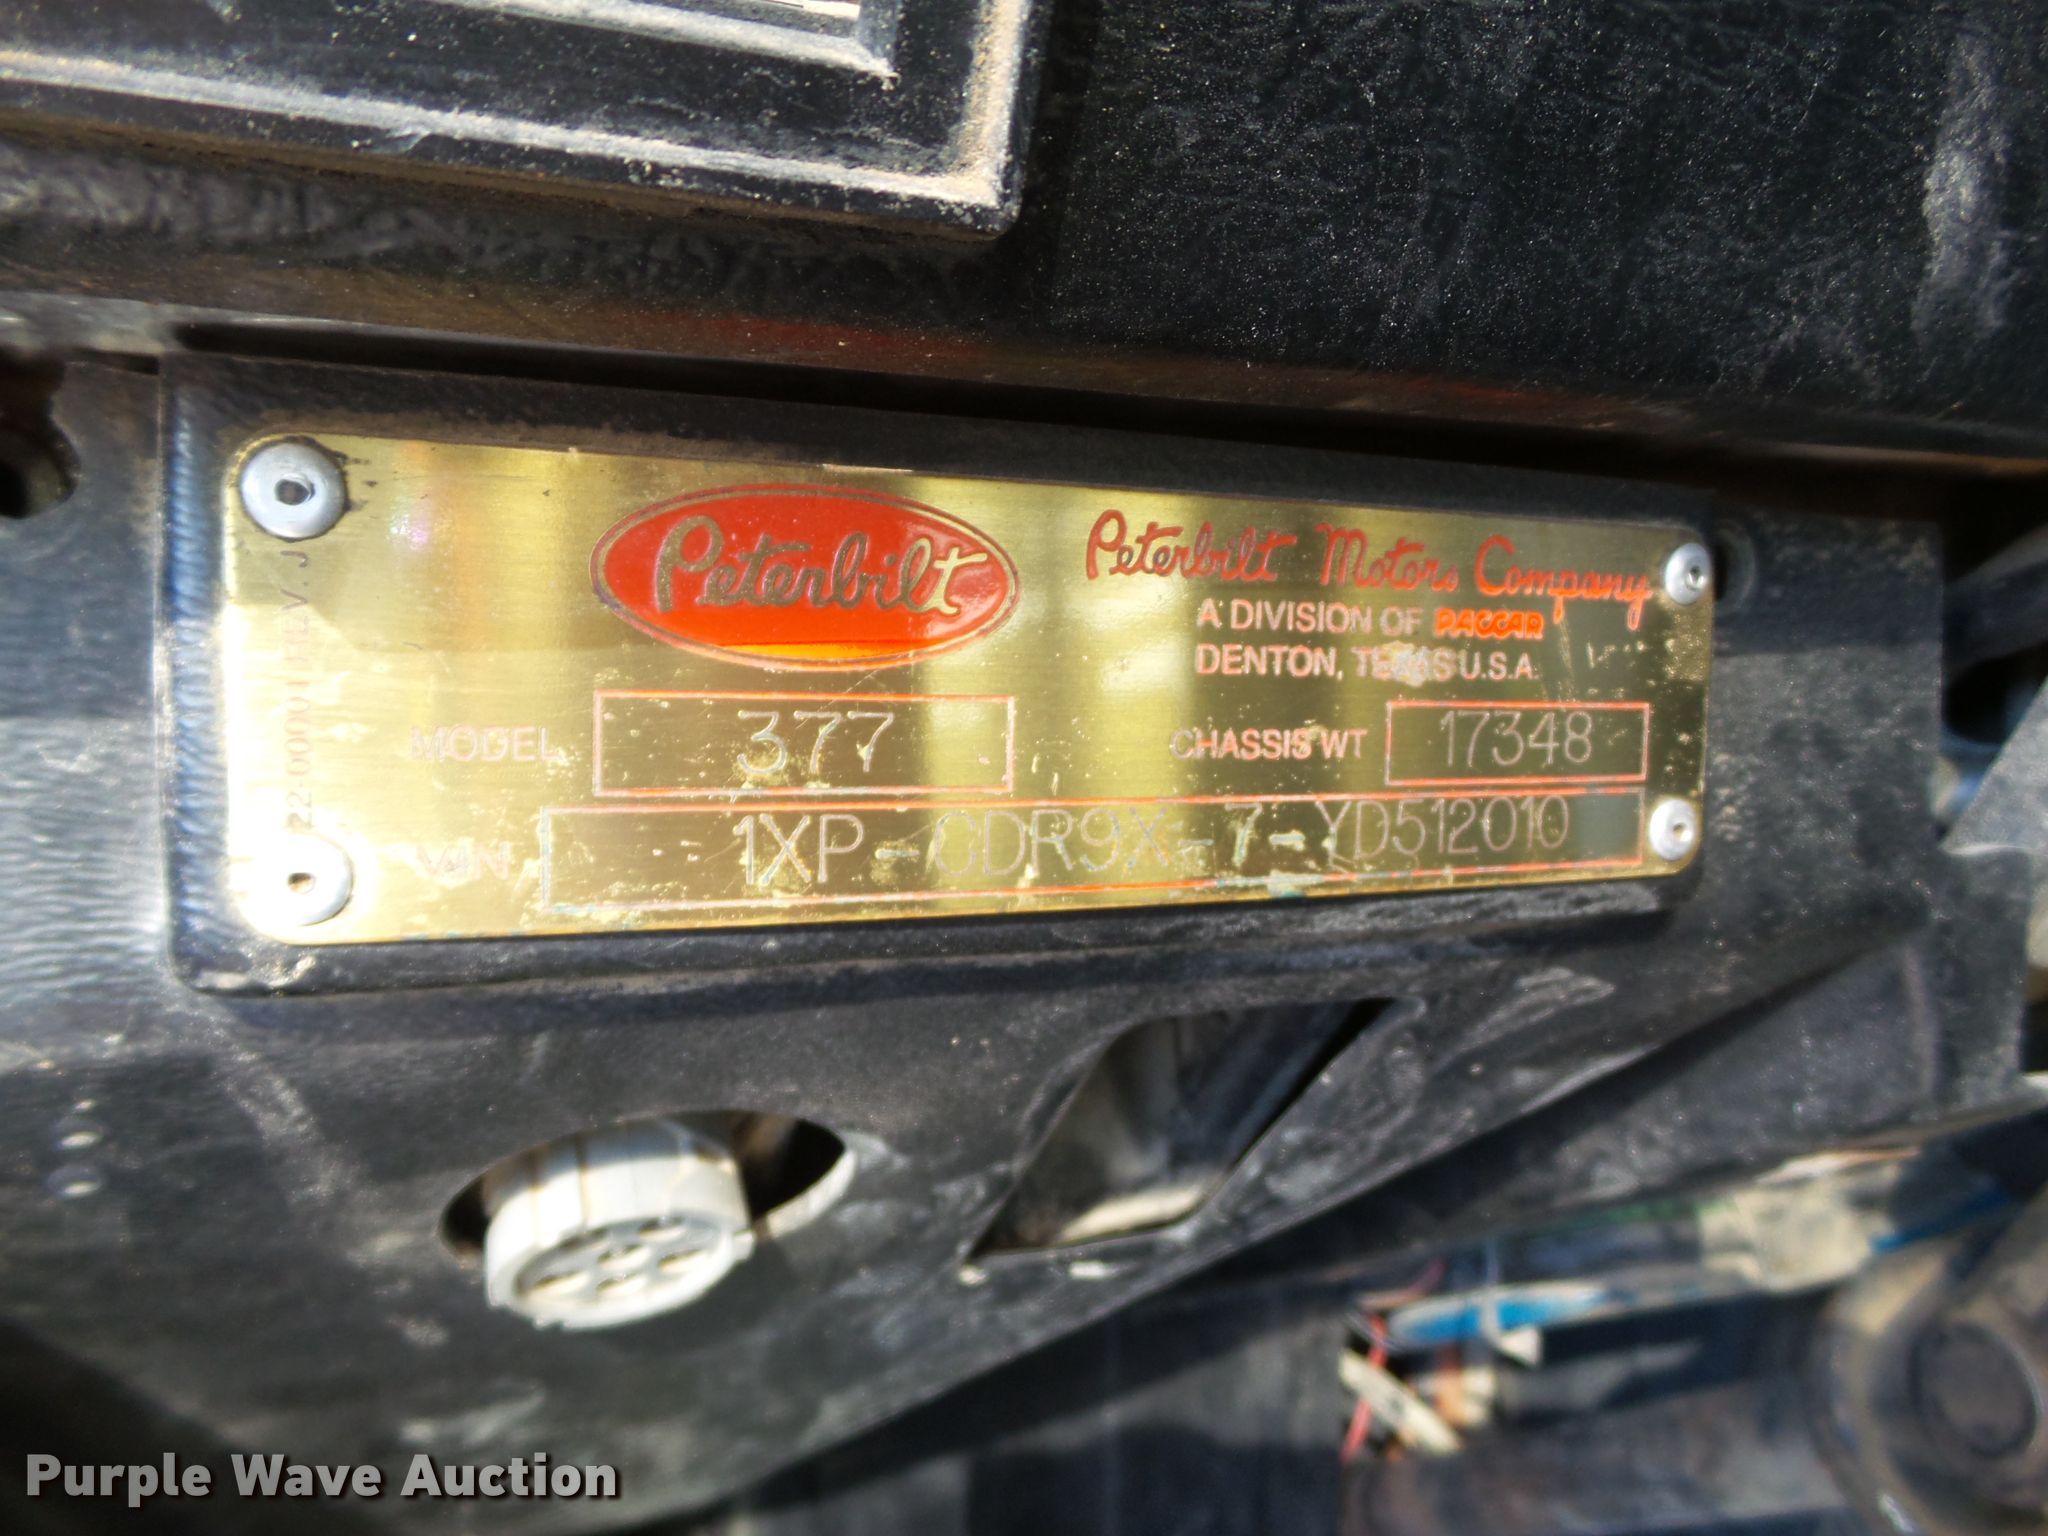 Peterbilt
Peterbilt Motors Company
A DIVISION OF PACCAR
DENTON, TEXAS U.S.A.
MODEL 377
CHASSIS WT 17348
VIN 1XP-CDR9X-7-YD512010
Purple Wave Auction